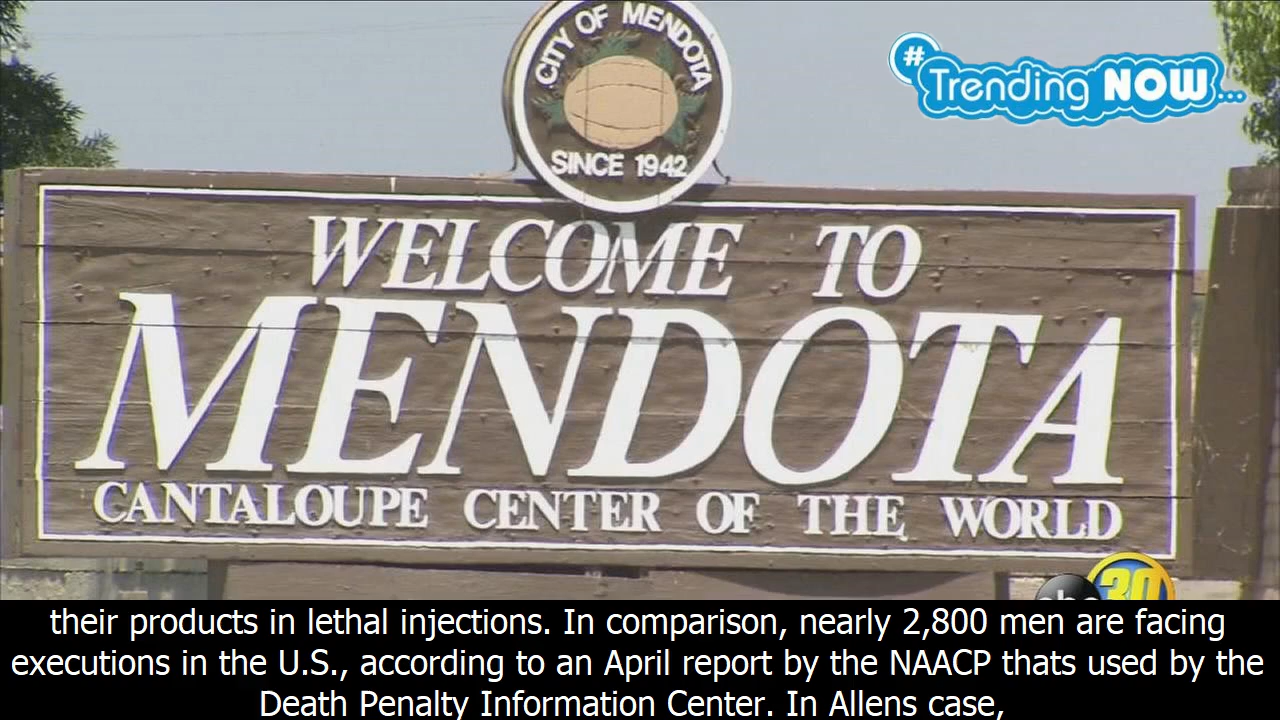 CITY OF MENDOTA
SINCE 1942
# Trending NOW...
WELCOME TO
MENDOTA
CANTALOUPE CENTER OF THE WORLD
abc 30
their products in lethal injections. In comparison, nearly 2,800 men are facing
executions in the U.S., according to an April report by the NAACP thats used by the
Death Penalty Information Center. In Allens case,